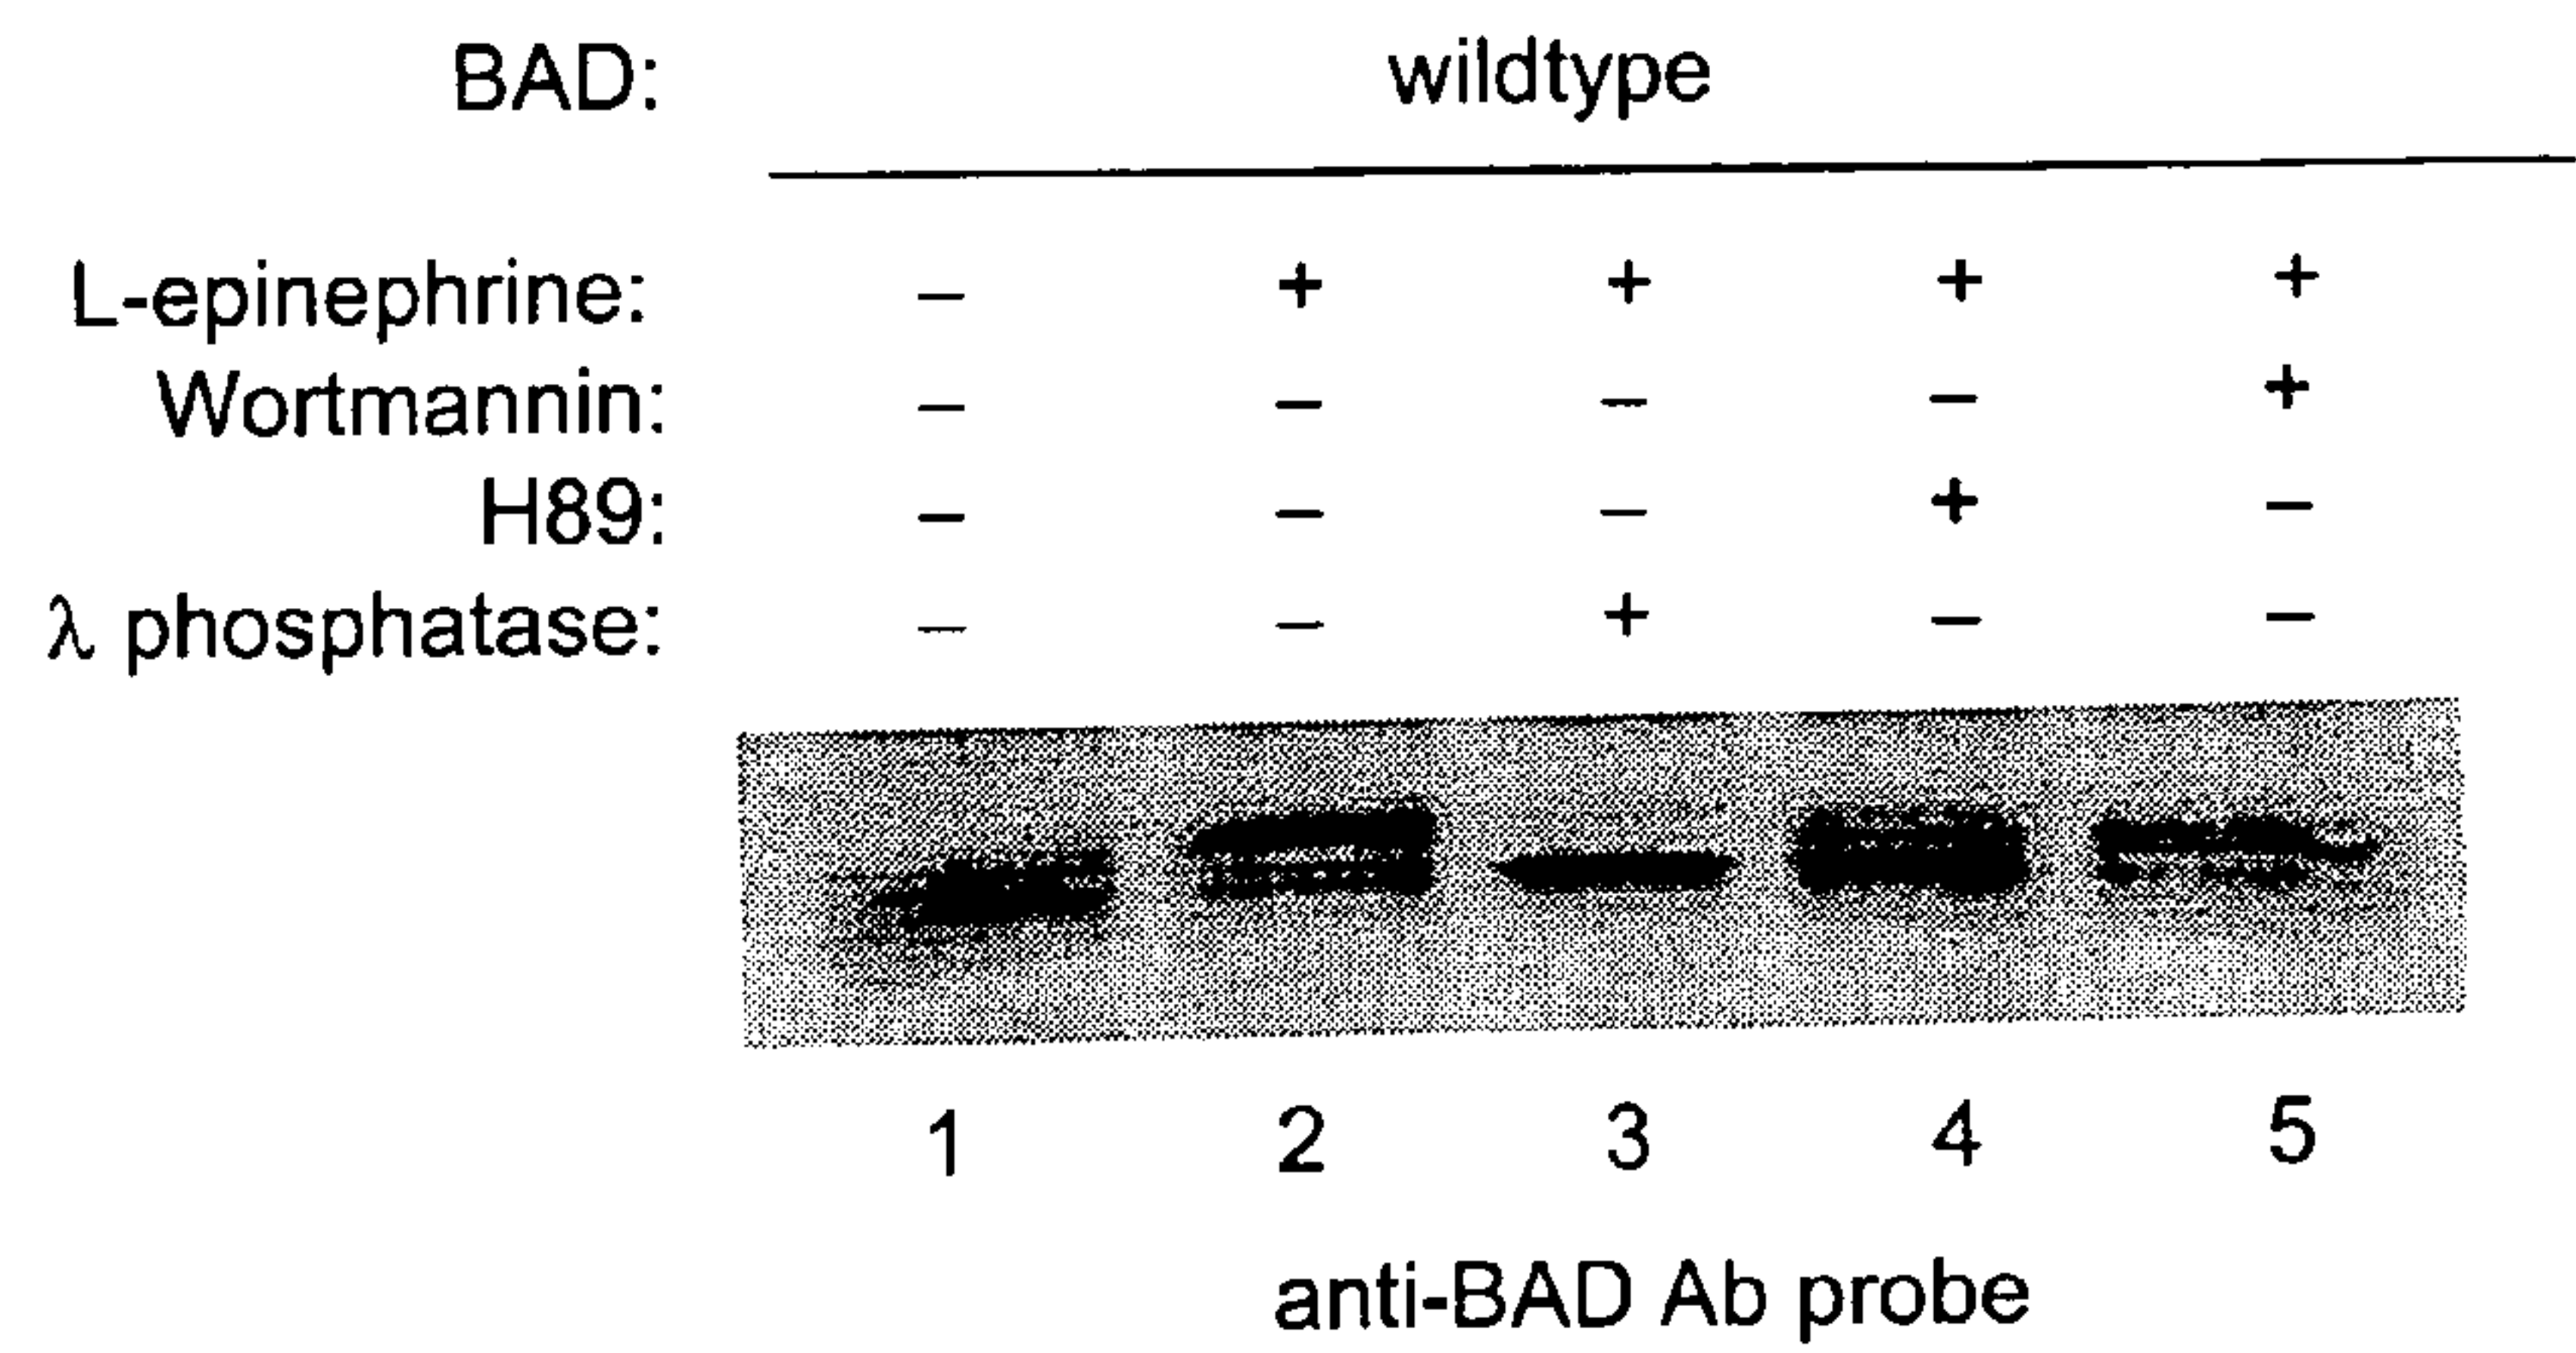 BAD: wildtype
L-epinephrine: – + + + +
Wortmannin: – – – – +
H89: – – – + –
λ phosphatase: – – + – –
1 2 3 4 5
anti-BAD Ab probe